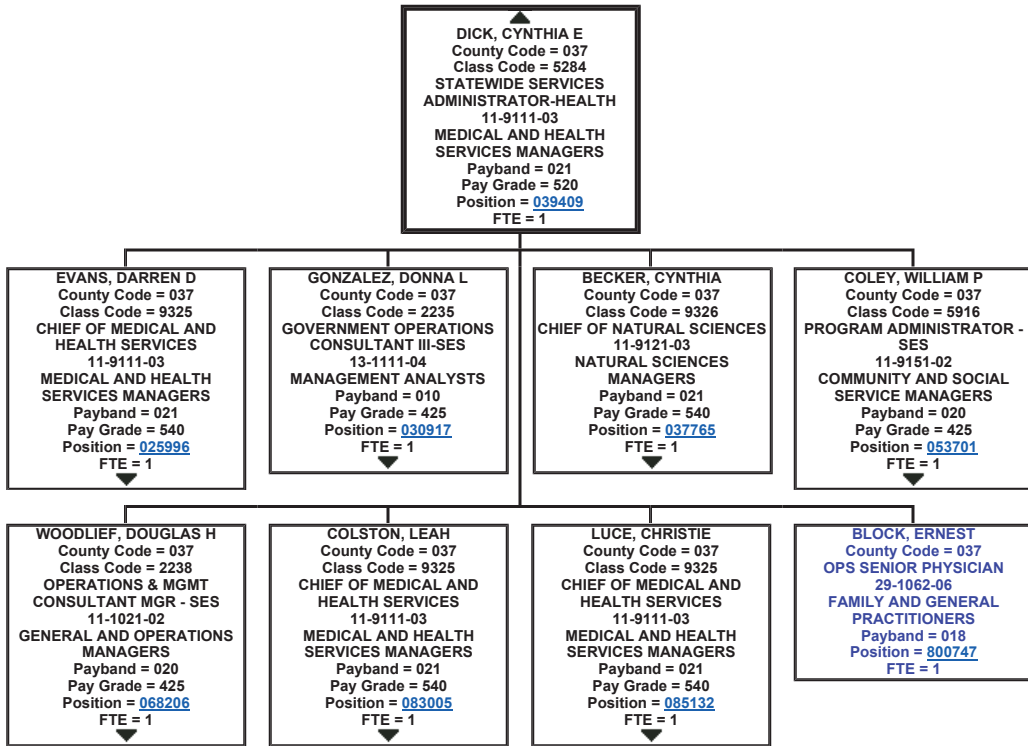 DICK, CYNTHIA E
County Code = 037
Class Code = 5284
STATEWIDE SERVICES
ADMINISTRATOR-HEALTH
11-9111-03
MEDICAL AND HEALTH
SERVICES MANAGERS
Payband = 021
Pay Grade = 520
Position = 039409
FTE = 1
EVANS, DARREN D
County Code = 037
Class Code = 9325
CHIEF OF MEDICAL AND
HEALTH SERVICES
11-9111-03
MEDICAL AND HEALTH
SERVICES MANAGERS
Payband = 021
Pay Grade = 540
Position = 025996
FTE = 1
GONZALEZ, DONNA L
County Code = 037
Class Code = 2235
GOVERNMENT OPERATIONS
CONSULTANT III-SES
13-1111-04
MANAGEMENT ANALYSTS
Payband = 010
Pay Grade = 425
Position = 030917
FTE = 1
BECKER, CYNTHIA
County Code = 037
Class Code = 9326
CHIEF OF NATURAL SCIENCES
11-9121-03
NATURAL SCIENCES
MANAGERS
Payband = 021
Pay Grade = 540
Position = 037765
FTE = 1
COLEY, WILLIAM P
County Code = 037
Class Code = 5916
PROGRAM ADMINISTRATOR -
SES
11-9151-02
COMMUNITY AND SOCIAL
SERVICE MANAGERS
Payband = 020
Pay Grade = 425
Position = 053701
FTE = 1
WOODLIEF, DOUGLAS H
County Code = 037
Class Code = 2238
OPERATIONS & MGMT
CONSULTANT MGR - SES
11-1021-02
GENERAL AND OPERATIONS
MANAGERS
Payband = 020
Pay Grade = 425
Position = 068206
FTE = 1
COLSTON, LEAH
County Code = 037
Class Code = 9325
CHIEF OF MEDICAL AND
HEALTH SERVICES
11-9111-03
MEDICAL AND HEALTH
SERVICES MANAGERS
Payband = 021
Pay Grade = 540
Position = 083005
FTE = 1
LUCE, CHRISTIE
County Code = 037
Class Code = 9325
CHIEF OF MEDICAL AND
HEALTH SERVICES
11-9111-03
MEDICAL AND HEALTH
SERVICES MANAGERS
Payband = 021
Pay Grade = 540
Position = 085132
FTE = 1
BLOCK, ERNEST
County Code = 037
OPS SENIOR PHYSICIAN
29-1062-06
FAMILY AND GENERAL
PRACTITIONERS
Payband = 018
Position = 800747
FTE = 1